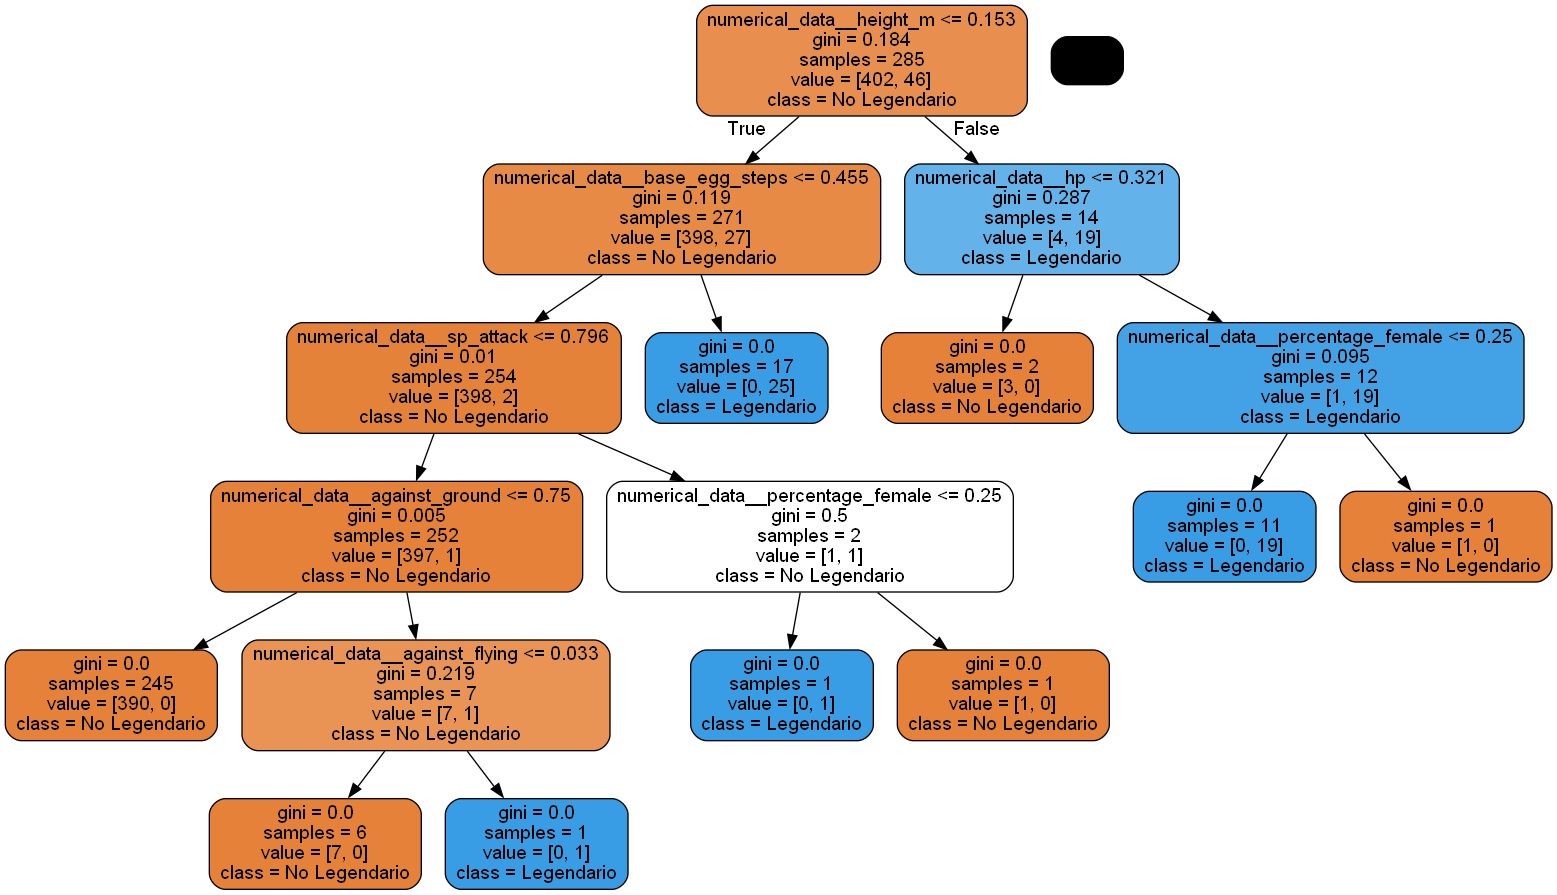 numerical_data__height_m <= 0.153
gini = 0.184
samples = 285
value = [402, 46]
class = No Legendario
True
False
numerical_data__base_egg_steps <= 0.455
gini = 0.119
samples = 271
value = [398, 27]
class = No Legendario
numerical_data__hp <= 0.321
gini = 0.287
samples = 14
value = [4, 19]
class = Legendario
numerical_data__sp_attack <= 0.796
gini = 0.01
samples = 254
value = [398, 2]
class = No Legendario
gini = 0.0
samples = 17
value = [0, 25]
class = Legendario
gini = 0.0
samples = 2
value = [3, 0]
class = No Legendario
numerical_data__percentage_female <= 0.25
gini = 0.095
samples = 12
value = [1, 19]
class = Legendario
numerical_data__against_ground <= 0.75
gini = 0.005
samples = 252
value = [397, 1]
class = No Legendario
numerical_data__percentage_female <= 0.25
gini = 0.5
samples = 2
value = [1, 1]
class = No Legendario
gini = 0.0
samples = 11
value = [0, 19]
class = Legendario
gini = 0.0
samples = 1
value = [1, 0]
class = No Legendario
gini = 0.0
samples = 245
value = [390, 0]
class = No Legendario
numerical_data__against_flying <= 0.033
gini = 0.219
samples = 7
value = [7, 1]
class = No Legendario
gini = 0.0
samples = 1
value = [0, 1]
class = Legendario
gini = 0.0
samples = 1
value = [1, 0]
class = No Legendario
gini = 0.0
samples = 6
value = [7, 0]
class = No Legendario
gini = 0.0
samples = 1
value = [0, 1]
class = Legendario